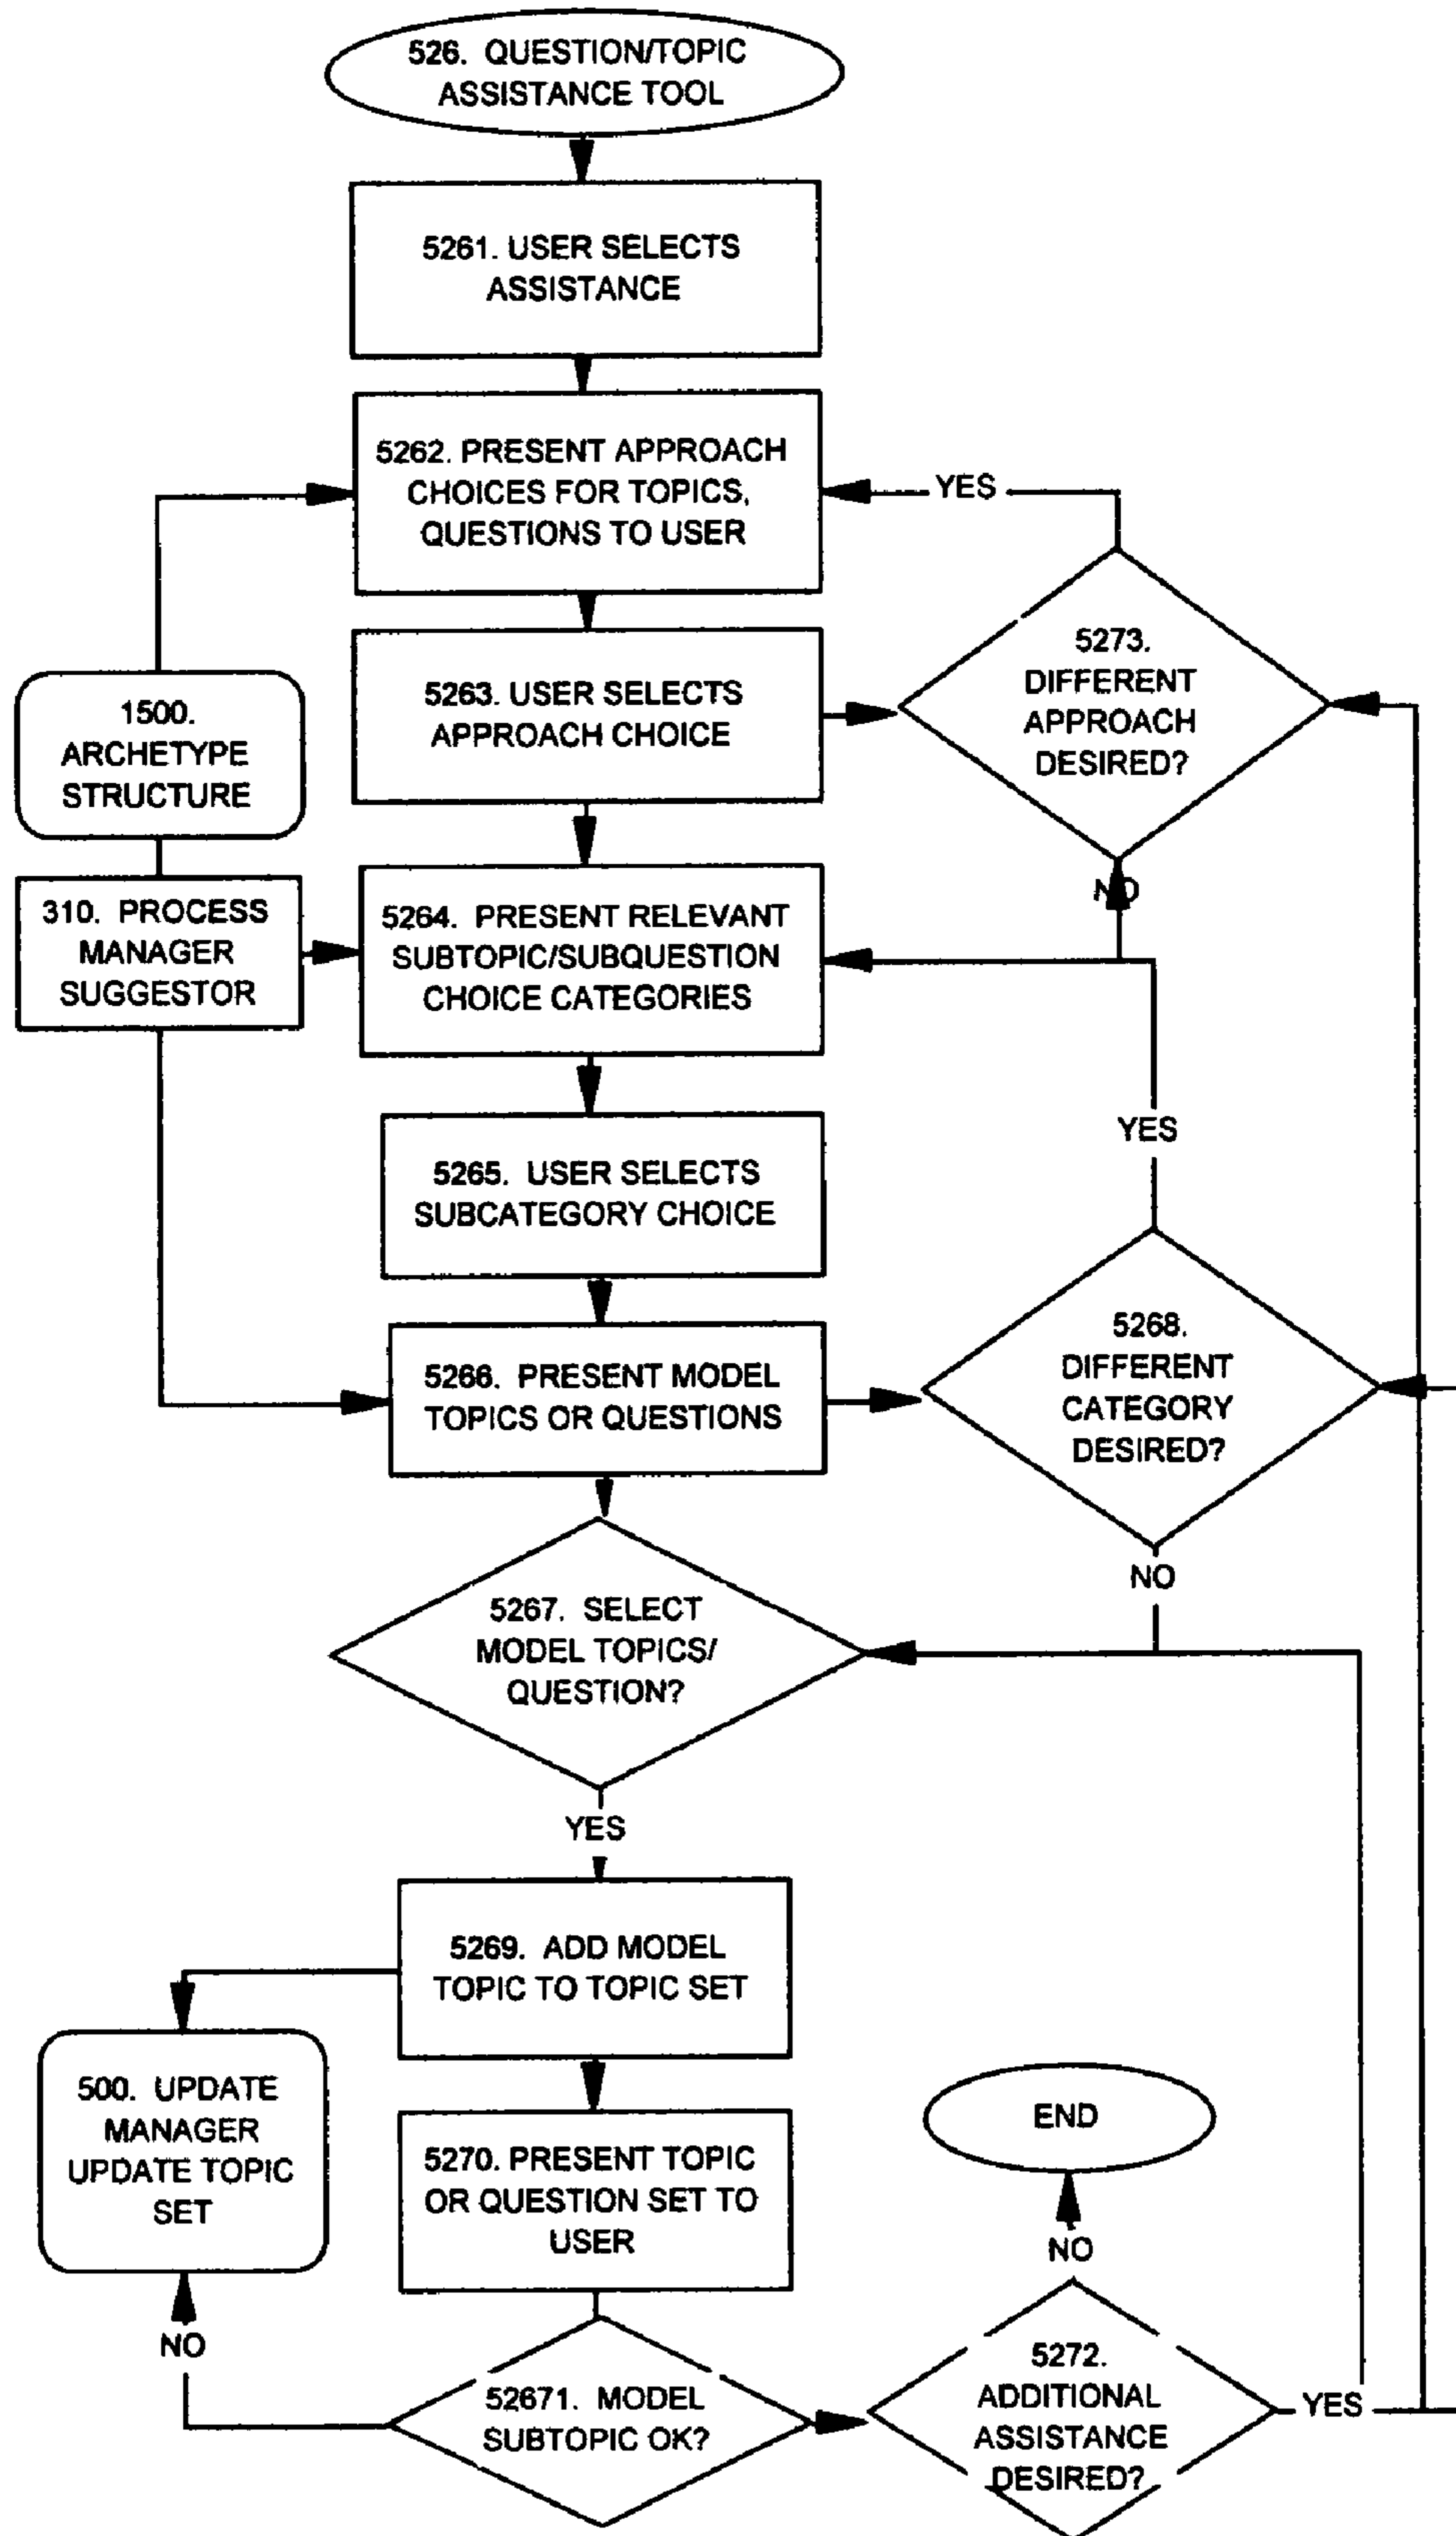 526. QUESTION/TOPIC
ASSISTANCE TOOL
5261. USER SELECTS
ASSISTANCE
5262. PRESENT APPROACH
CHOICES FOR TOPICS,
QUESTIONS TO USER
YES
5263. USER SELECTS
APPROACH CHOICE
5273.
DIFFERENT
APPROACH
DESIRED?
NO
1500.
ARCHETYPE
STRUCTURE
310. PROCESS
MANAGER
SUGGESTOR
5264. PRESENT RELEVANT
SUBTOPIC/SUBQUESTION
CHOICE CATEGORIES
YES
5265. USER SELECTS
SUBCATEGORY CHOICE
5266. PRESENT MODEL
TOPICS OR QUESTIONS
5268.
DIFFERENT
CATEGORY
DESIRED?
NO
5267. SELECT
MODEL TOPICS/
QUESTION?
YES
5269. ADD MODEL
TOPIC TO TOPIC SET
500. UPDATE
MANAGER
UPDATE TOPIC
SET
5270. PRESENT TOPIC
OR QUESTION SET TO
USER
END
NO
NO
52671. MODEL
SUBTOPIC OK?
5272.
ADDITIONAL
ASSISTANCE
DESIRED?
YES